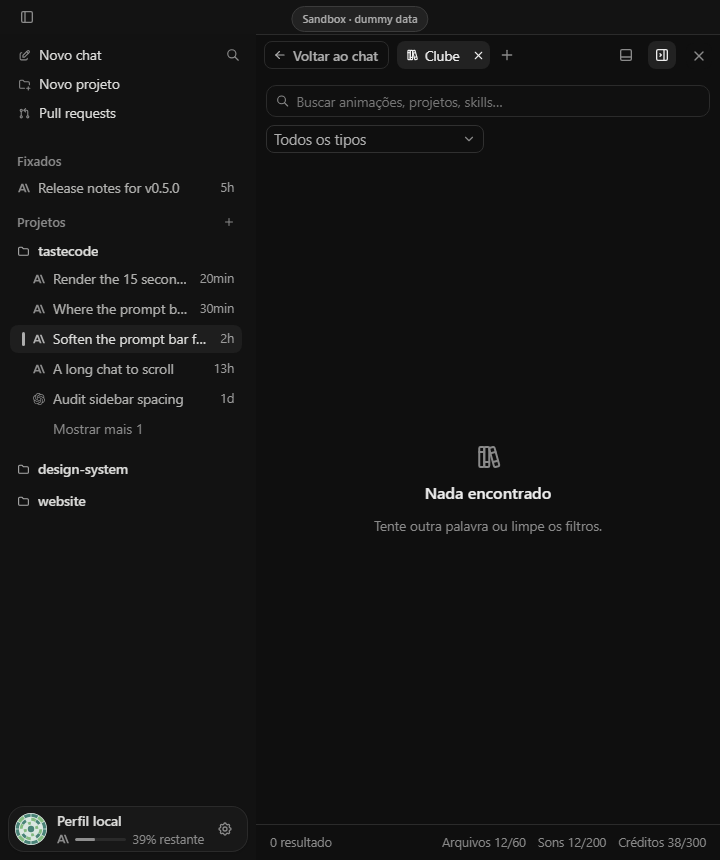 Sandbox · dummy data
Novo chat
Novo projeto
Pull requests
Fixados
Release notes for v0.5.0 5h
Projetos
tastecode
Render the 15 secon... 20min
Where the prompt b... 30min
Soften the prompt bar f... 2h
A long chat to scroll 13h
Audit sidebar spacing 1d
Mostrar mais 1
design-system
website
Perfil local
39% restante
Voltar ao chat
Clube
Buscar animações, projetos, skills...
Todos os tipos
Nada encontrado
Tente outra palavra ou limpe os filtros.
0 resultado Arquivos 12/60 Sons 12/200 Créditos 38/300